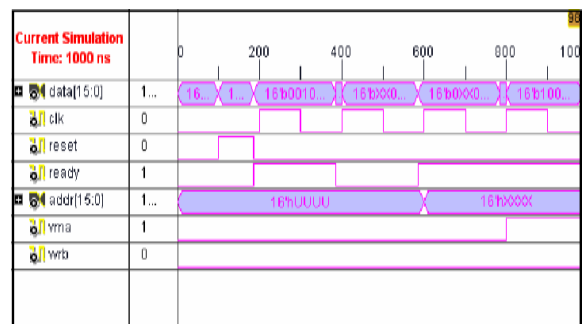 98
Current Simulation
Time: 1000 ns
0 200 400 600 800 100
data[15:0] 1... 16... 1... 16'b0010... 16'bXX0... 16'b0XX0... 16'b100...
clk 0
reset 0
ready 1
addr[15:0] 1... 16'hUUUU 16'hXXXX
vma 1
wrb 0